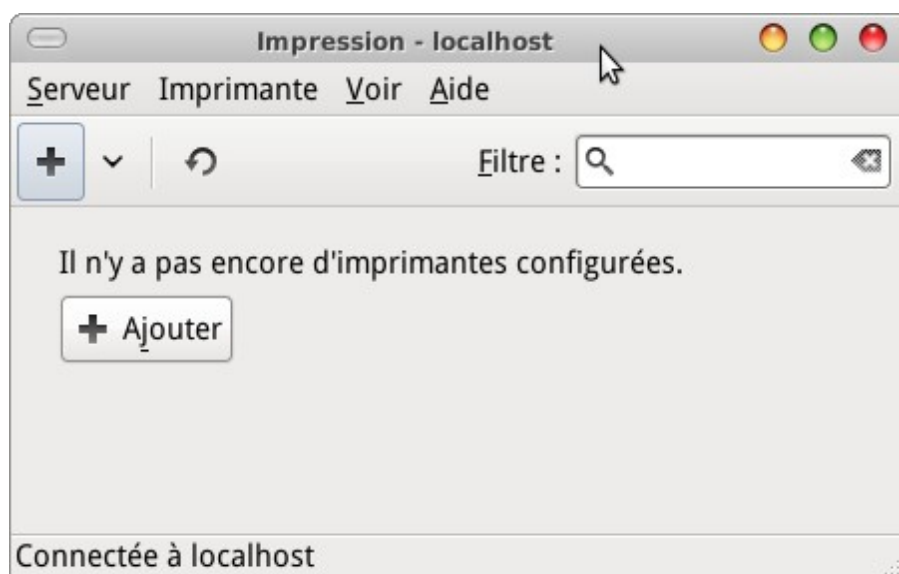 Impression - localhost
Serveur Imprimante Voir Aide
Filtre :
Il n'y a pas encore d'imprimantes configurées.
Ajouter
Connectée à localhost